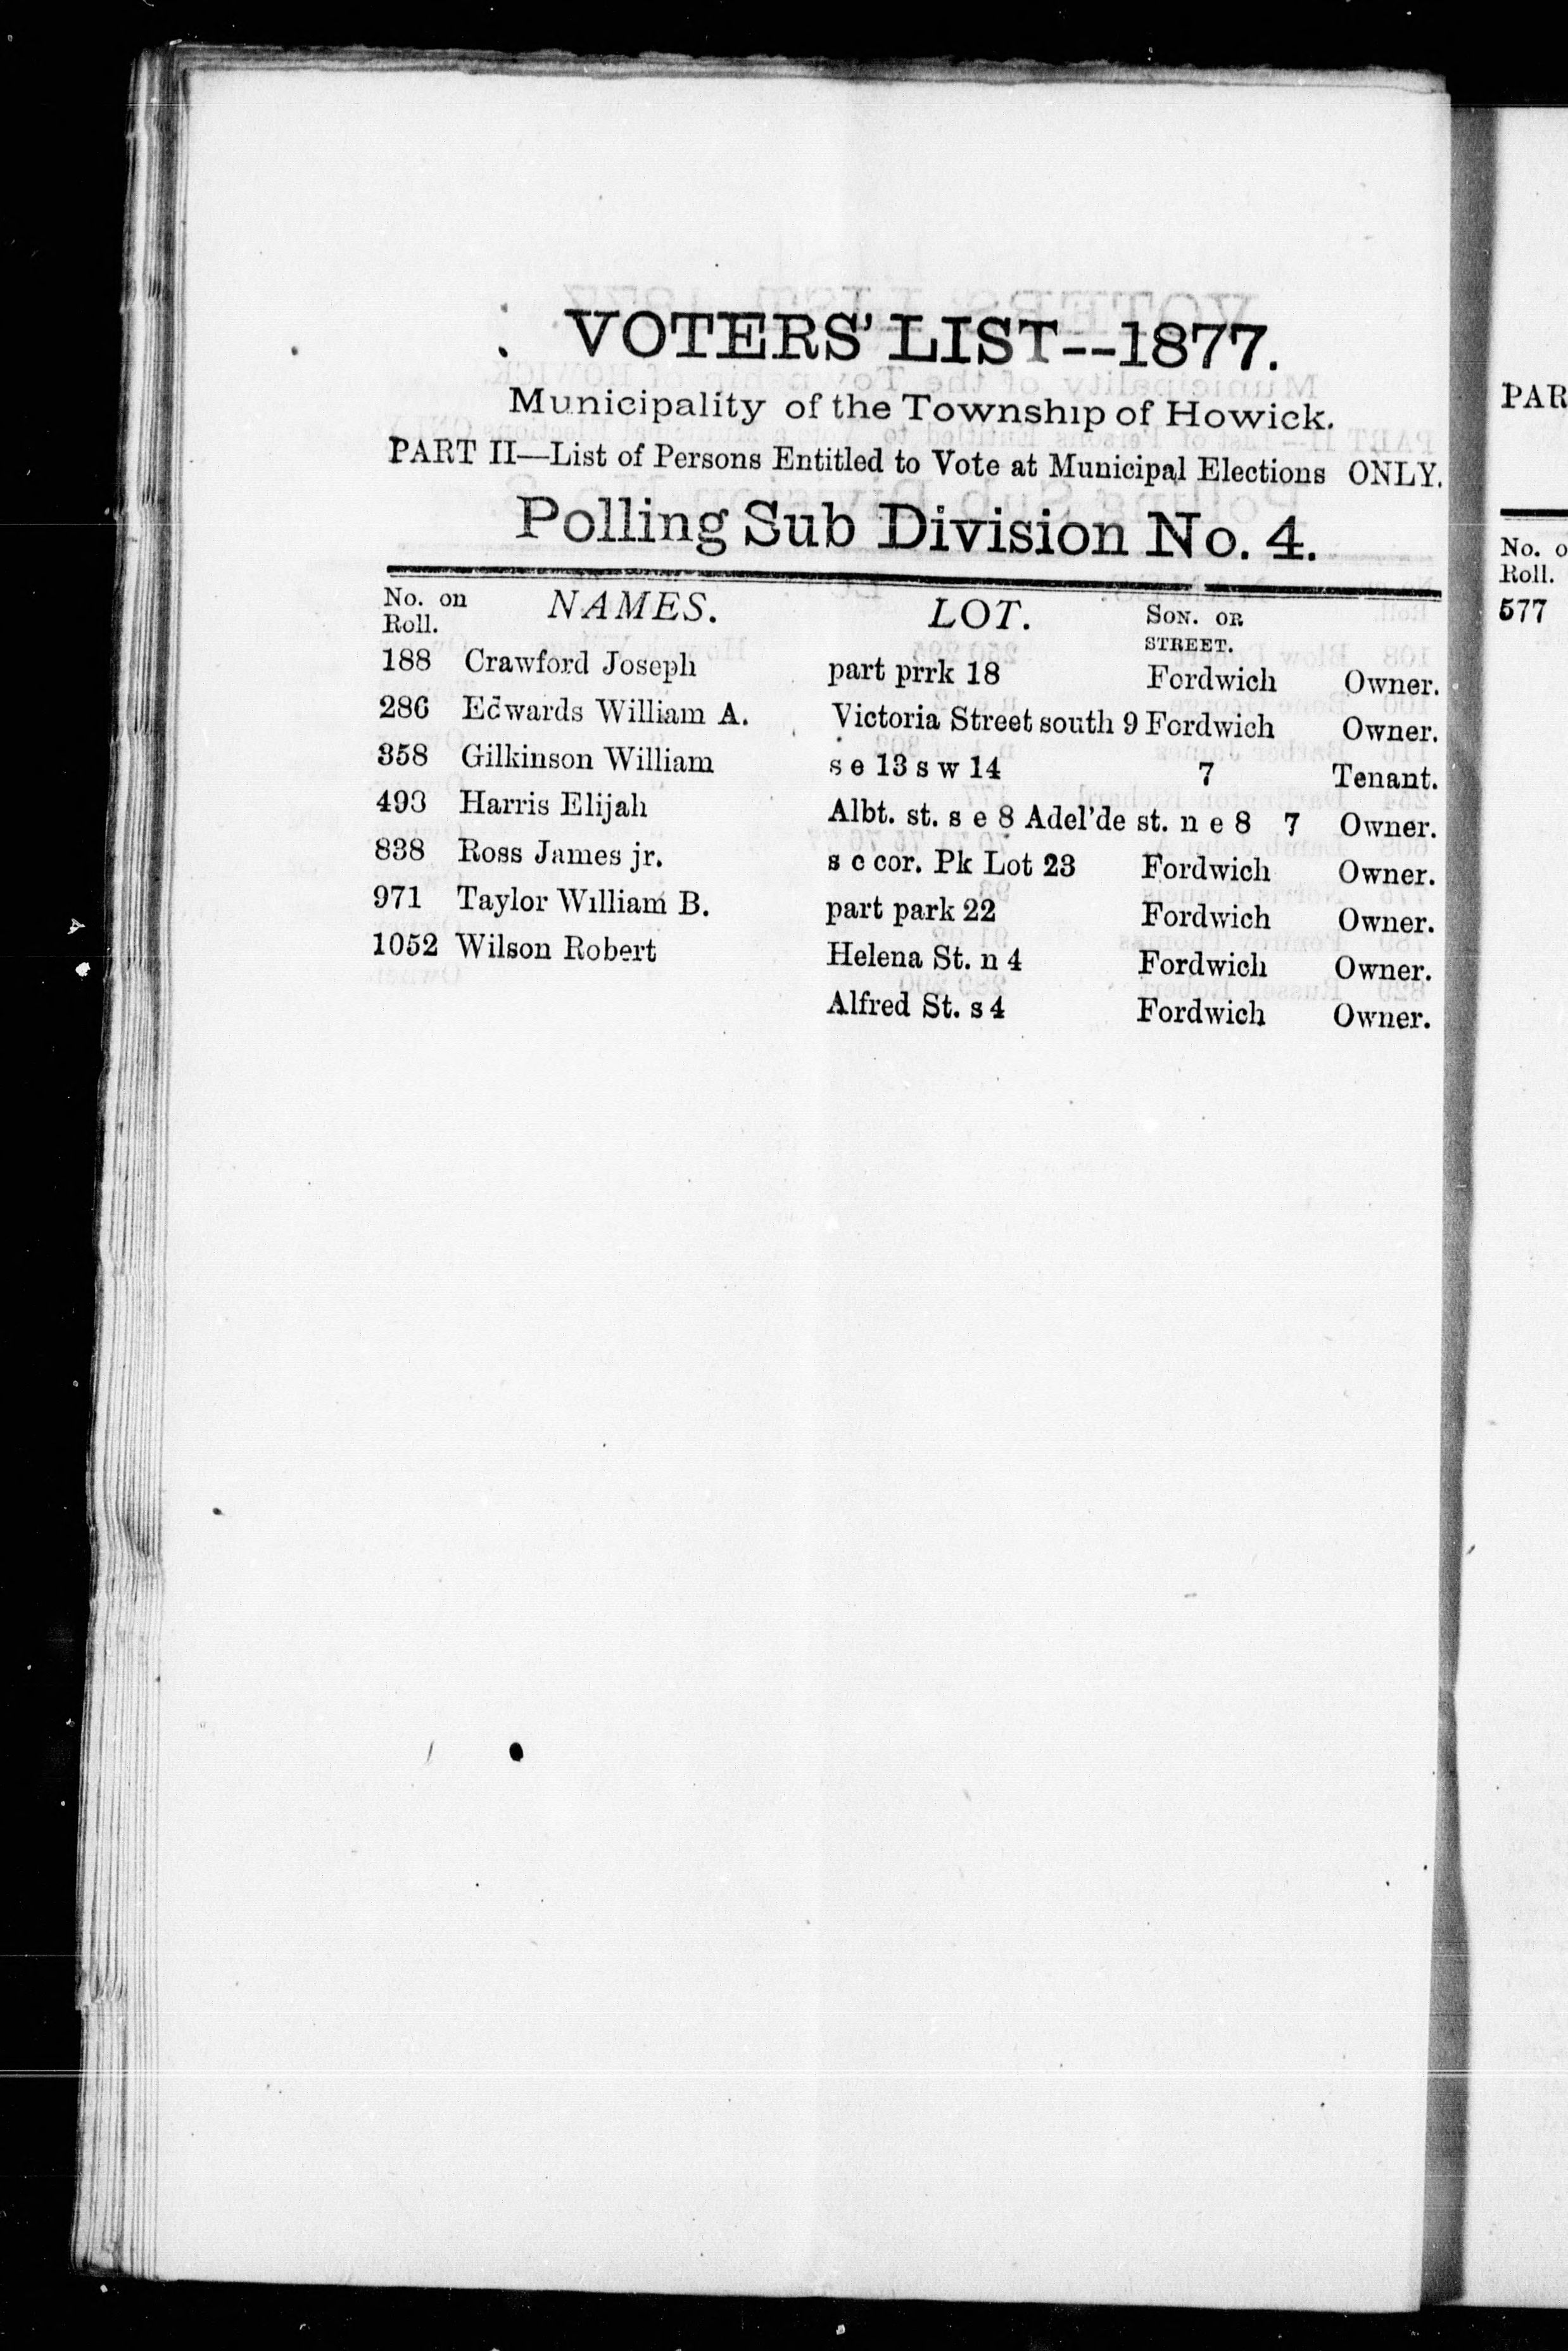 VOTERS' LIST--1877.
Municipality of the Township of Howick.
PART II—List of Persons Entitled to Vote at Municipal Elections ONLY.
Polling Sub Division No. 4.
No. on Roll. NAMES. LOT. SON. OR STREET.
188 Crawford Joseph part prrk 18 Fordwich Owner.
286 Edwards William A. Victoria Street south 9 Fordwich Owner.
358 Gilkinson William s e 13 s w 14 7 Tenant.
493 Harris Elijah Albt. st. s e 8 Adel'de st. n e 8 7 Owner.
838 Ross James jr. s c cor. Pk Lot 23 Fordwich Owner.
971 Taylor William B. part park 22 Fordwich Owner.
1052 Wilson Robert Helena St. n 4 Fordwich Owner.
Alfred St. s 4 Fordwich Owner.
PAR
No. o
Roll.
577